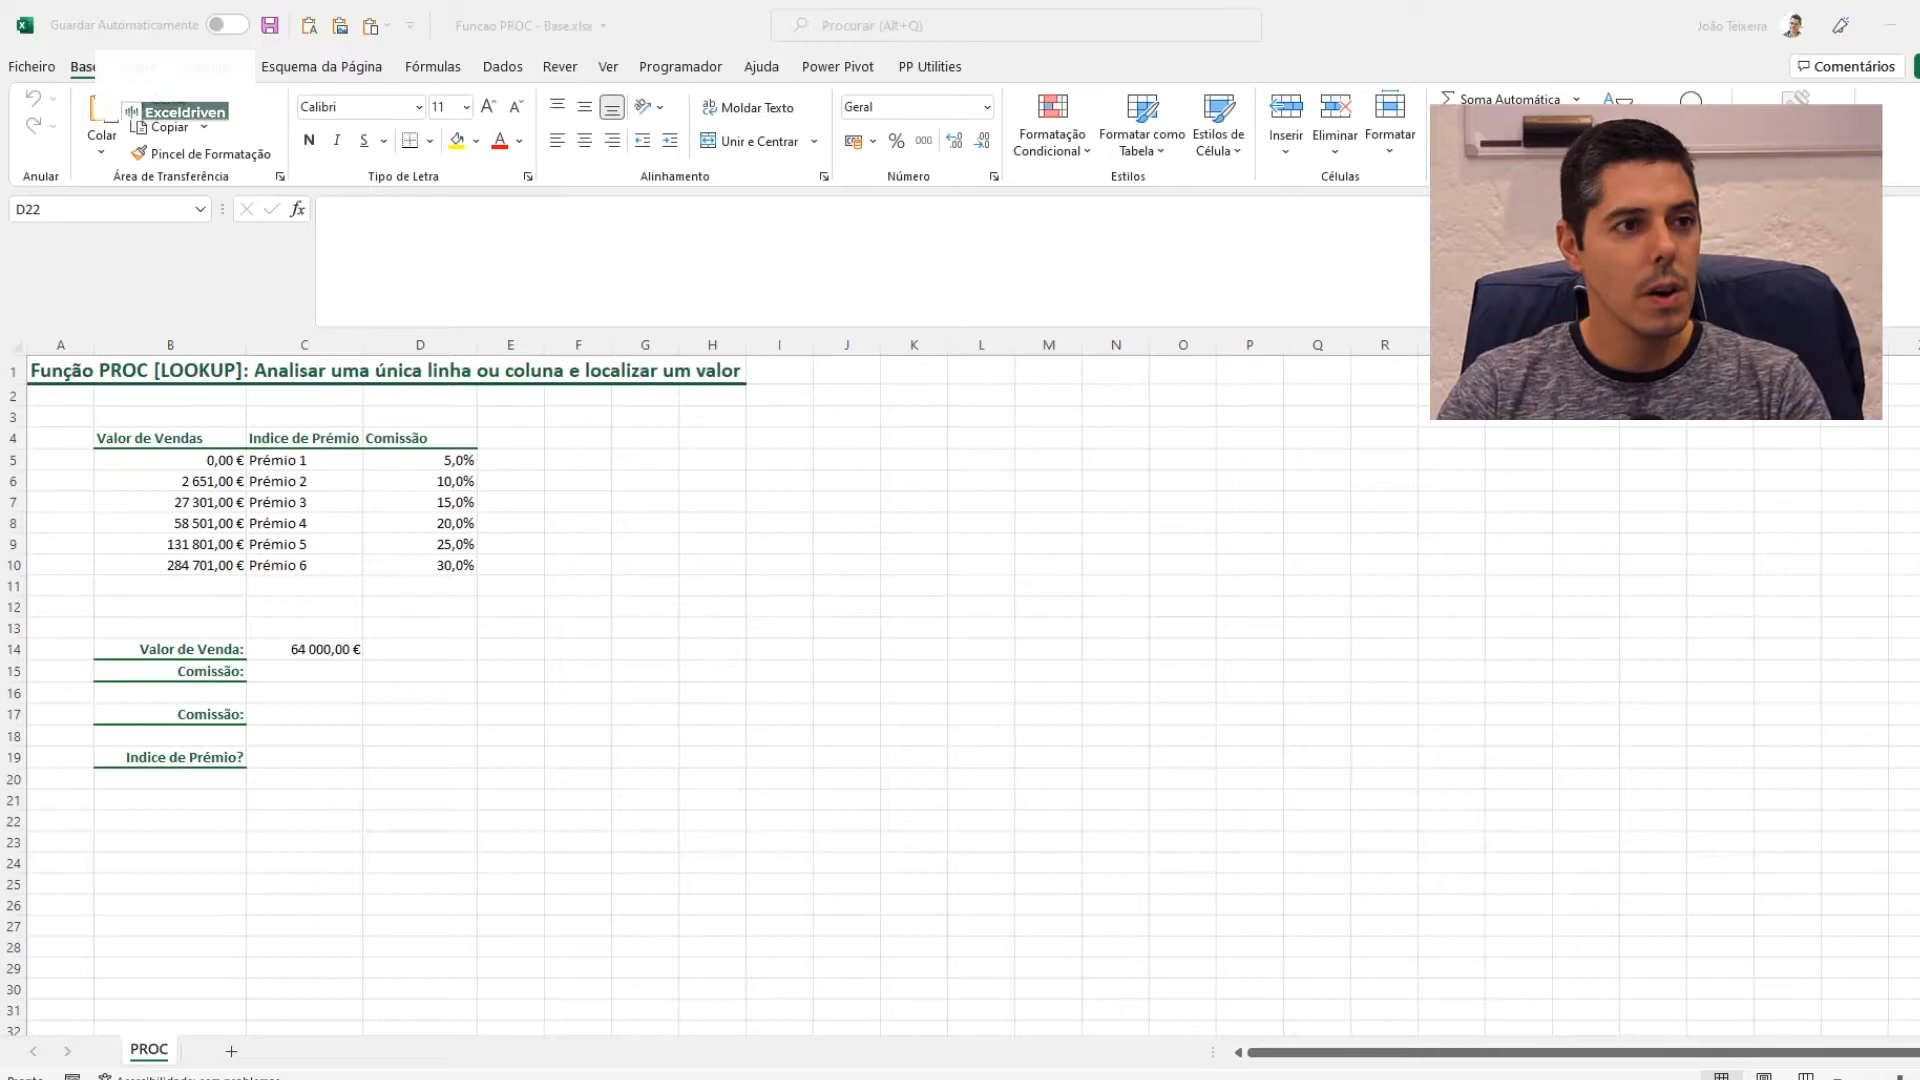 Guardar Automaticamente
Funcao PROC - Base.xlsx
Procurar (Alt+Q)
João Teixeira
Ficheiro
Base
Esquema da Página
Fórmulas
Dados
Rever
Ver
Programador
Ajuda
Power Pivot
PP Utilities
Comentários
Colar
Exceldriven
Copiar
Pincel de Formatação
Calibri
11
N I S
Moldar Texto
Unir e Centrar
Geral
%
000
Formatação Condicional
Formatar como Tabela
Estilos de Célula
Inserir
Eliminar
Formatar
Soma Automática
Anular
Área de Transferência
Tipo de Letra
Alinhamento
Número
Estilos
Células
D22
fx
A B C D E F G H I J K L M N O P Q R
1 Função PROC [LOOKUP]: Analisar uma única linha ou coluna e localizar um valor
2
3
4 Valor de Vendas Indice de Prémio Comissão
5 0,00 € Prémio 1 5,0%
6 2 651,00 € Prémio 2 10,0%
7 27 301,00 € Prémio 3 15,0%
8 58 501,00 € Prémio 4 20,0%
9 131 801,00 € Prémio 5 25,0%
10 284 701,00 € Prémio 6 30,0%
11
12
13
14 Valor de Venda: 64 000,00 €
15 Comissão:
16
17 Comissão:
18
19 Indice de Prémio?
20
21
22
23
24
25
26
27
28
29
30
31
32
PROC